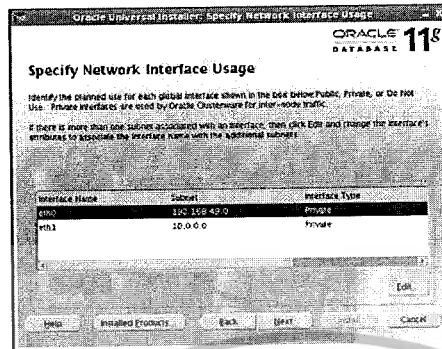 Oracle Universal Installer: Specify Network Interface Usage
ORACLE
DATABASE 11g
Specify Network Interface Usage
Identify the planned use for each global interface shown in the box below: Public, Private, or Do Not
Use. Private interfaces are used by Oracle Clusterware for inter-node traffic.
If there is more than one subnet associated with an interface, then click Edit and change the interface's
attributes to associate the interface name with the additional subnet.
Interface Name Subnet Interface Type
eth0 192.168.49.0 Private
eth1 10.0.0.0 Private
Edit
Help Installed Products Back Next Install Cancel